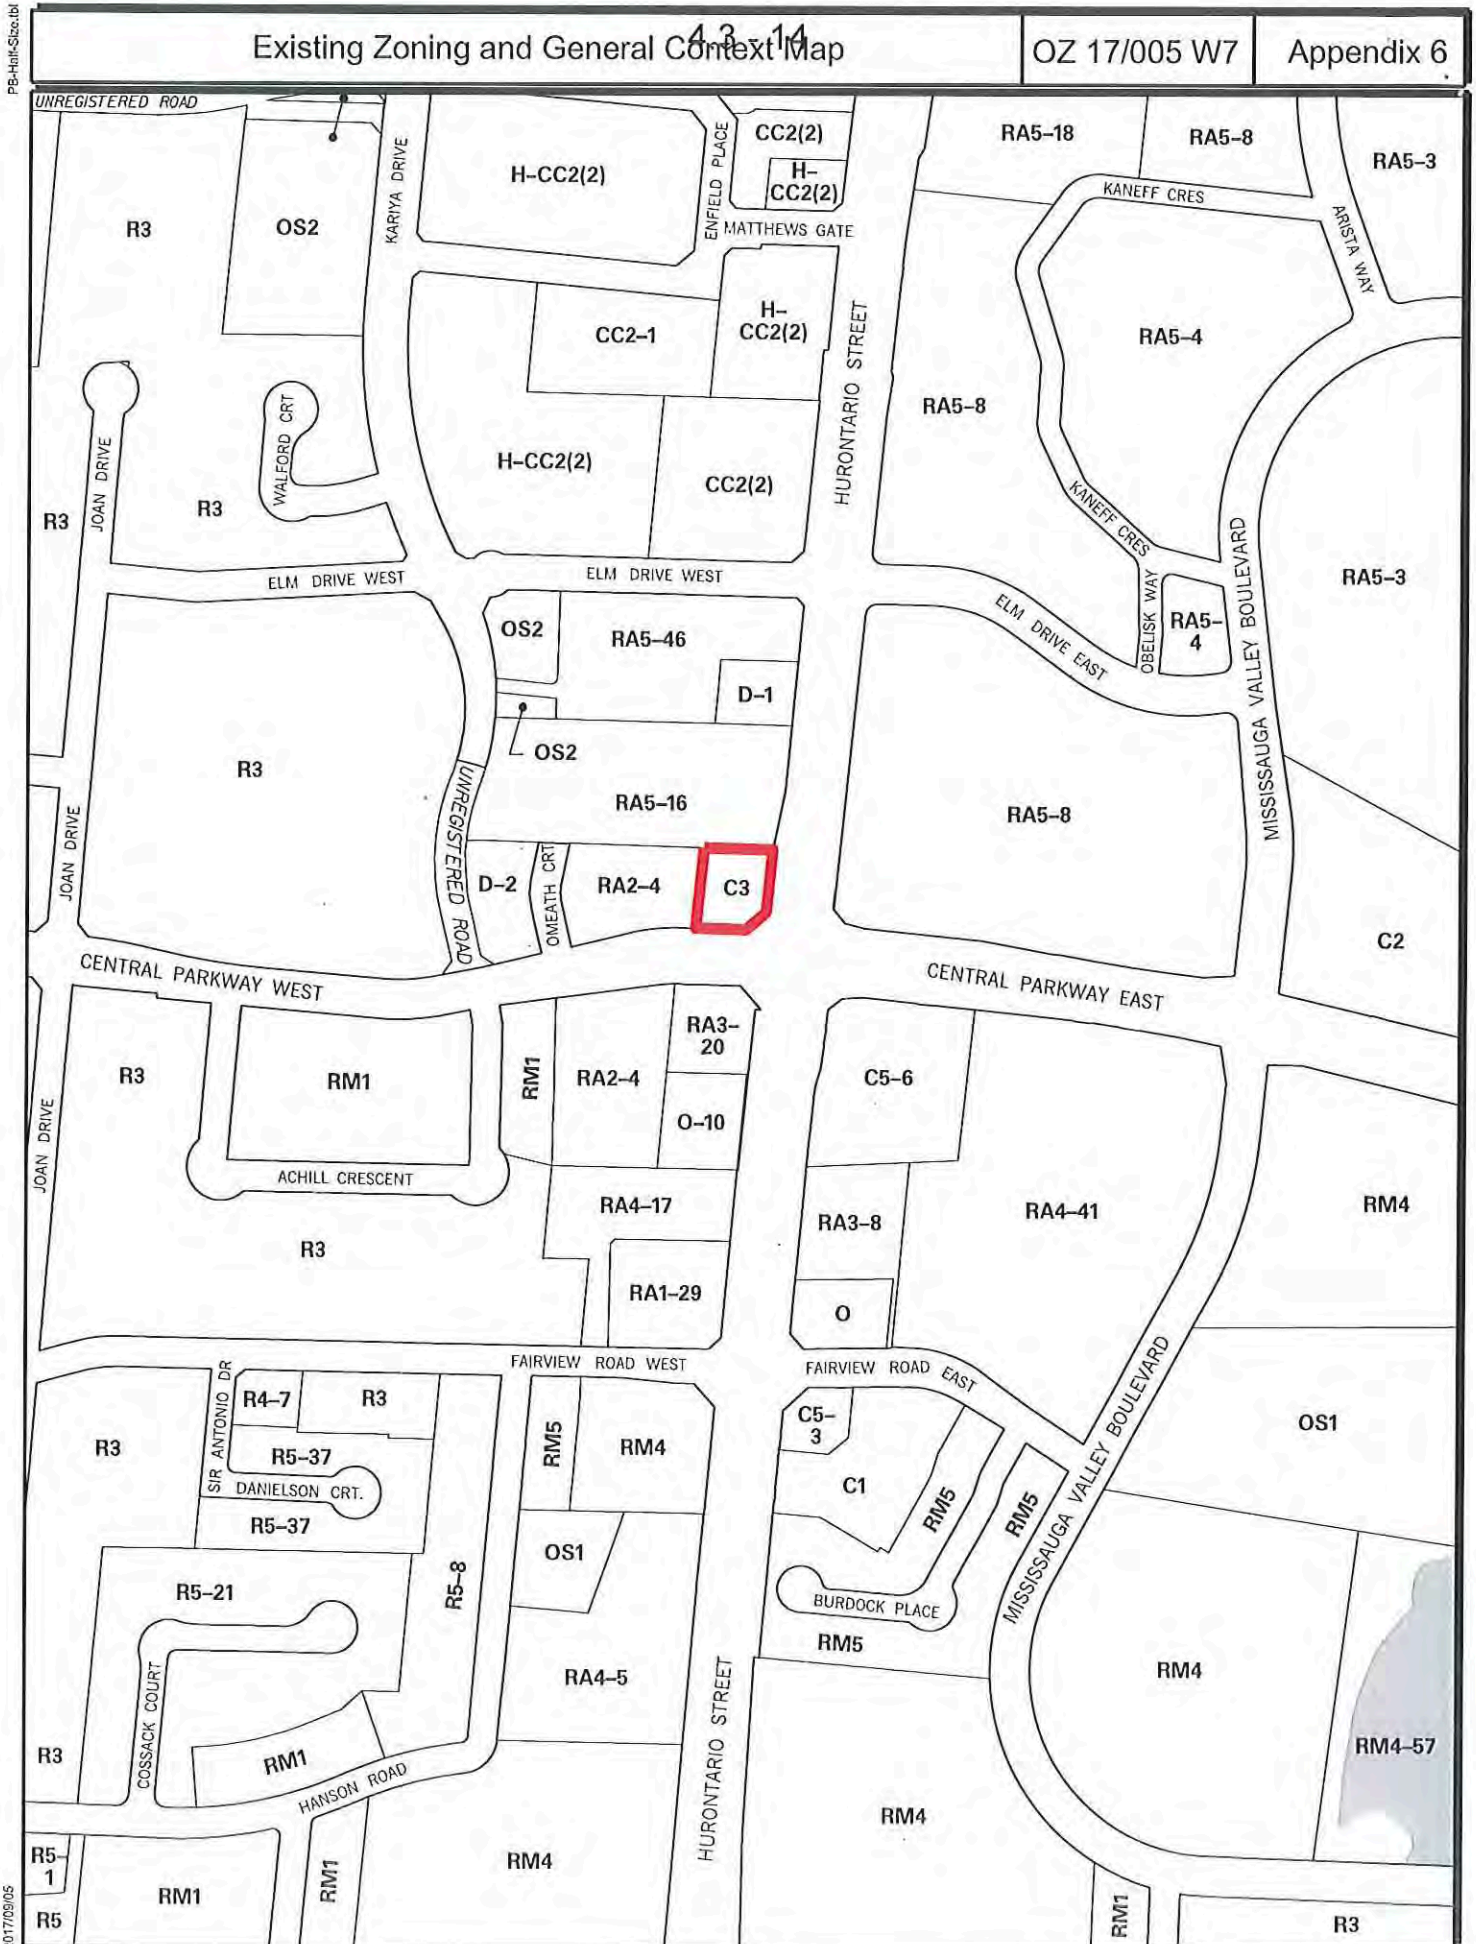 PB-Half-Size.tbl
4.3 - 14
Existing Zoning and General Context Map
OZ 17/005 W7
Appendix 6
UNREGISTERED ROAD
R3
OS2
KARIYA DRIVE
H-CC2(2)
ENFIELD PLACE
CC2(2)
H-
CC2(2)
MATTHEWS GATE
RA5-18
RA5-8
RA5-3
KANEFF CRES
ARISTA WAY
CC2-1
H-
CC2(2)
HURONTARIO STREET
RA5-4
RA5-8
JOAN DRIVE
WALFORD CRT
R3
R3
H-CC2(2)
CC2(2)
KANEFF CRES
MISSISSAUGA VALLEY BOULEVARD
RA5-3
ELM DRIVE WEST
ELM DRIVE WEST
ELM DRIVE EAST
OBELISK WAY
RA5-
4
OS2
RA5-46
D-1
OS2
R3
UNREGISTERED ROAD
RA5-16
RA5-8
JOAN DRIVE
D-2
OMEATH CRT
RA2-4
C3
C2
CENTRAL PARKWAY WEST
CENTRAL PARKWAY EAST
R3
RM1
RM1
RA2-4
RA3-
20
O-10
C5-6
JOAN DRIVE
ACHILL CRESCENT
RA4-17
RA3-8
RA4-41
RM4
R3
RA1-29
O
FAIRVIEW ROAD WEST
FAIRVIEW ROAD EAST
MISSISSAUGA VALLEY BOULEVARD
SIR ANTONIO DR
R4-7
R3
R3
R5-37
DANIELSON CRT.
R5-37
RM5
RM4
C5-
3
C1
RM5
RM5
OS1
R5-21
R5-8
OS1
BURDOCK PLACE
RM5
COSSACK COURT
RA4-5
HURONTARIO STREET
RM4
RM4-57
R3
RM1
HANSON ROAD
RM4
R5-
1
R5
RM1
RM1
RM4
RM1
R3
017/09/05